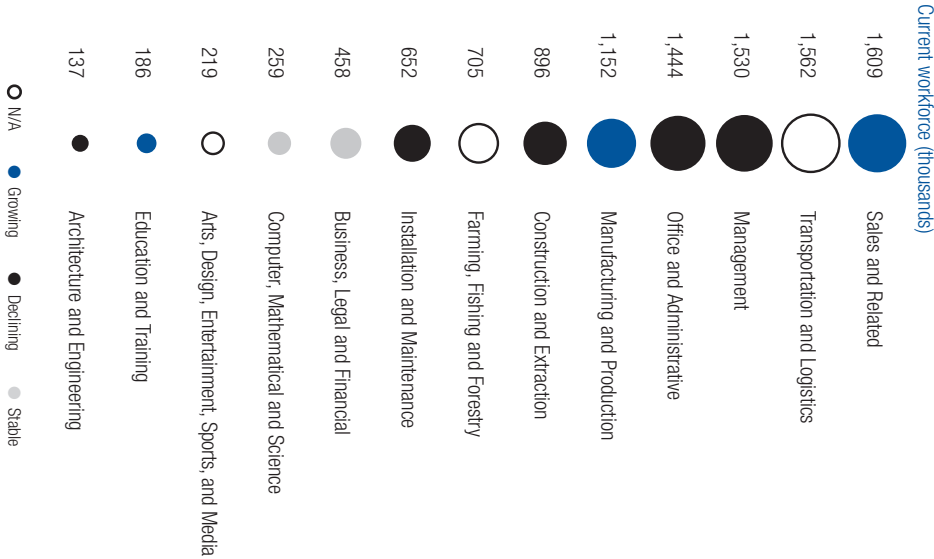 Current workforce (thousands)
1,609 Sales and Related
1,562 Transportation and Logistics
1,530 Management
1,444 Office and Administrative
1,152 Manufacturing and Production
896 Construction and Extraction
705 Farming, Fishing and Forestry
652 Installation and Maintenance
458 Business, Legal and Financial
259 Computer, Mathematical and Science
219 Arts, Design, Entertainment, Sports, and Media
186 Education and Training
137 Architecture and Engineering
N/A Growing Declining Stable